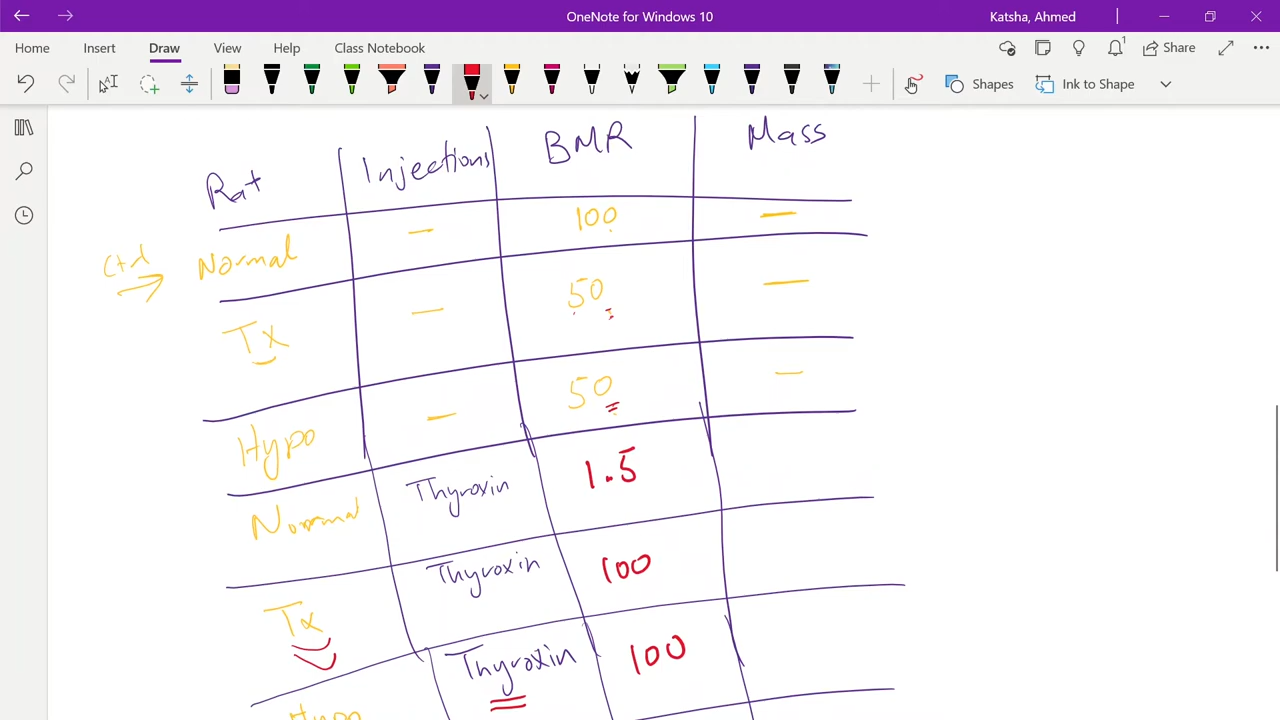 OneNote for Windows 10
Katsha, Ahmed
Home Insert Draw View Help Class Notebook
1 Share
Shapes Ink to Shape
Rat Injections BMR Mass
Ctrl → Normal — 100 —
Tx — 50 —
Hypo — 50 —
Normal Thyroxin 1.5
Tx Thyroxin 100
Hypo Thyroxin 100